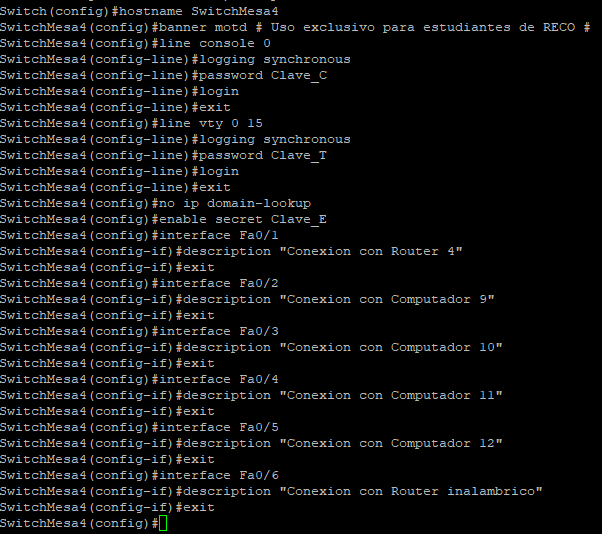 Switch(config)#hostname SwitchMesa4
SwitchMesa4(config)#banner motd # Uso exclusivo para estudiantes de RECO #
SwitchMesa4(config)#line console 0
SwitchMesa4(config-line)#logging synchronous
SwitchMesa4(config-line)#password Clave_C
SwitchMesa4(config-line)#login
SwitchMesa4(config-line)#exit
SwitchMesa4(config)#line vty 0 15
SwitchMesa4(config-line)#logging synchronous
SwitchMesa4(config-line)#password Clave_T
SwitchMesa4(config-line)#login
SwitchMesa4(config-line)#exit
SwitchMesa4(config)#no ip domain-lookup
SwitchMesa4(config)#enable secret Clave_E
SwitchMesa4(config)#interface Fa0/1
SwitchMesa4(config-if)#description "Conexion con Router 4"
SwitchMesa4(config-if)#exit
SwitchMesa4(config)#interface Fa0/2
SwitchMesa4(config-if)#description "Conexion con Computador 9"
SwitchMesa4(config-if)#exit
SwitchMesa4(config)#interface Fa0/3
SwitchMesa4(config-if)#description "Conexion con Computador 10"
SwitchMesa4(config-if)#exit
SwitchMesa4(config)#interface Fa0/4
SwitchMesa4(config-if)#description "Conexion con Computador 11"
SwitchMesa4(config-if)#exit
SwitchMesa4(config)#interface Fa0/5
SwitchMesa4(config-if)#description "Conexion con Computador 12"
SwitchMesa4(config-if)#exit
SwitchMesa4(config)#interface Fa0/6
SwitchMesa4(config-if)#description "Conexion con Router inalambrico"
SwitchMesa4(config-if)#exit
SwitchMesa4(config)#